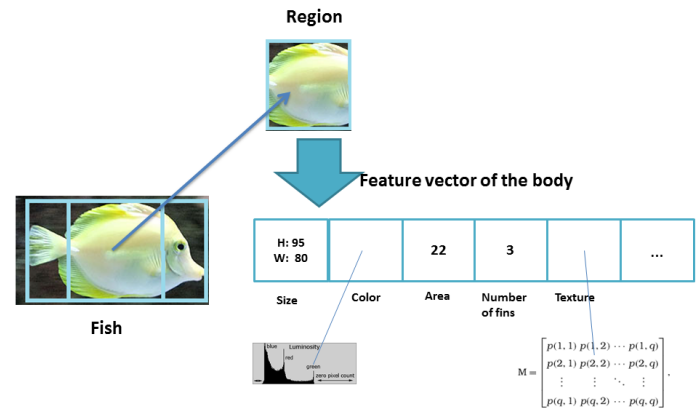 Region
Feature vector of the body
H: 95
W: 80
22
3
...
Size
Color
Area
Number
of fins
Texture
Fish
blue
Luminosity
red
green
zero pixel count
M =
p(1, 1) p(1, 2) ⋯ p(1, q)
p(2, 1) p(2, 2) ⋯ p(2, q)
⋮ ⋮ ⋱ ⋮
p(q, 1) p(q, 2) ⋯ p(q, q)
.